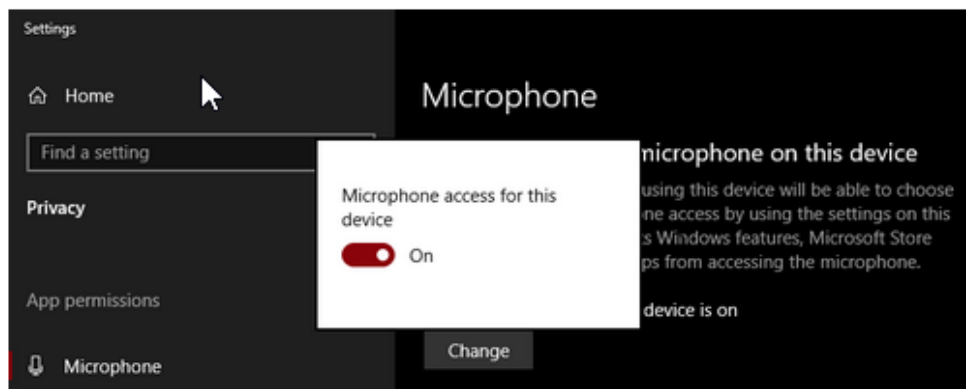 Settings
Home
Find a setting
Privacy
App permissions
Microphone
Microphone
microphone on this device
using this device will be able to choose
ne access by using the settings on this
s Windows features, Microsoft Store
ps from accessing the microphone.
device is on
Change
Microphone access for this
device
On